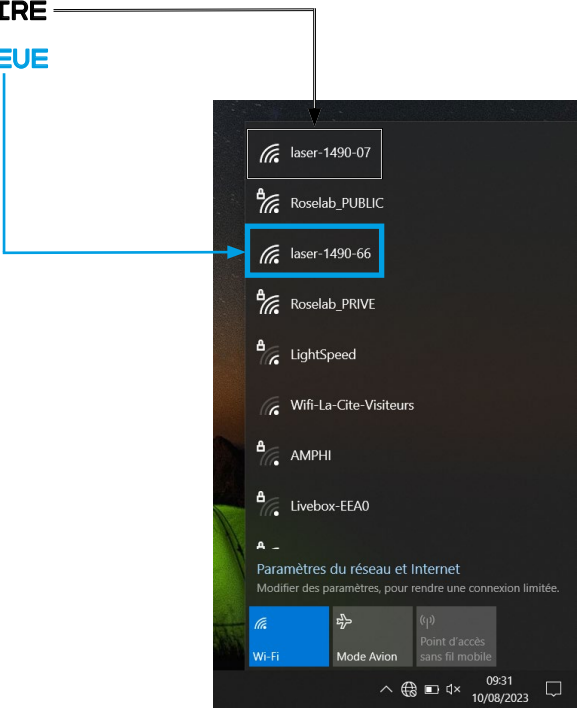 IRE
EUE
laser-1490-07
Roselab_PUBLIC
laser-1490-66
Roselab_PRIVE
LightSpeed
Wifi-La-Cite-Visiteurs
AMPHI
Livebox-EEA0
Paramètres du réseau et Internet
Modifier des paramètres, pour rendre une connexion limitée.
Wi-Fi
Mode Avion
Point d'accès
sans fil mobile
09:31
10/08/2023